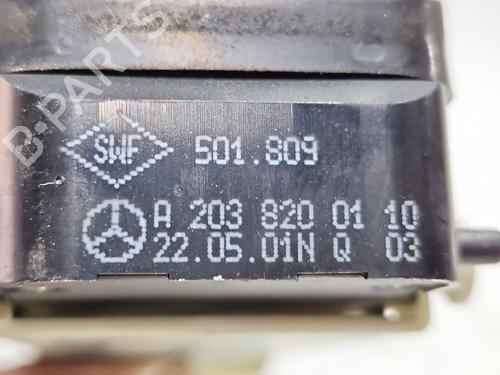 B-PARTS
SWF 501.809
A 203 820 01 10
22.05.01N Q 03